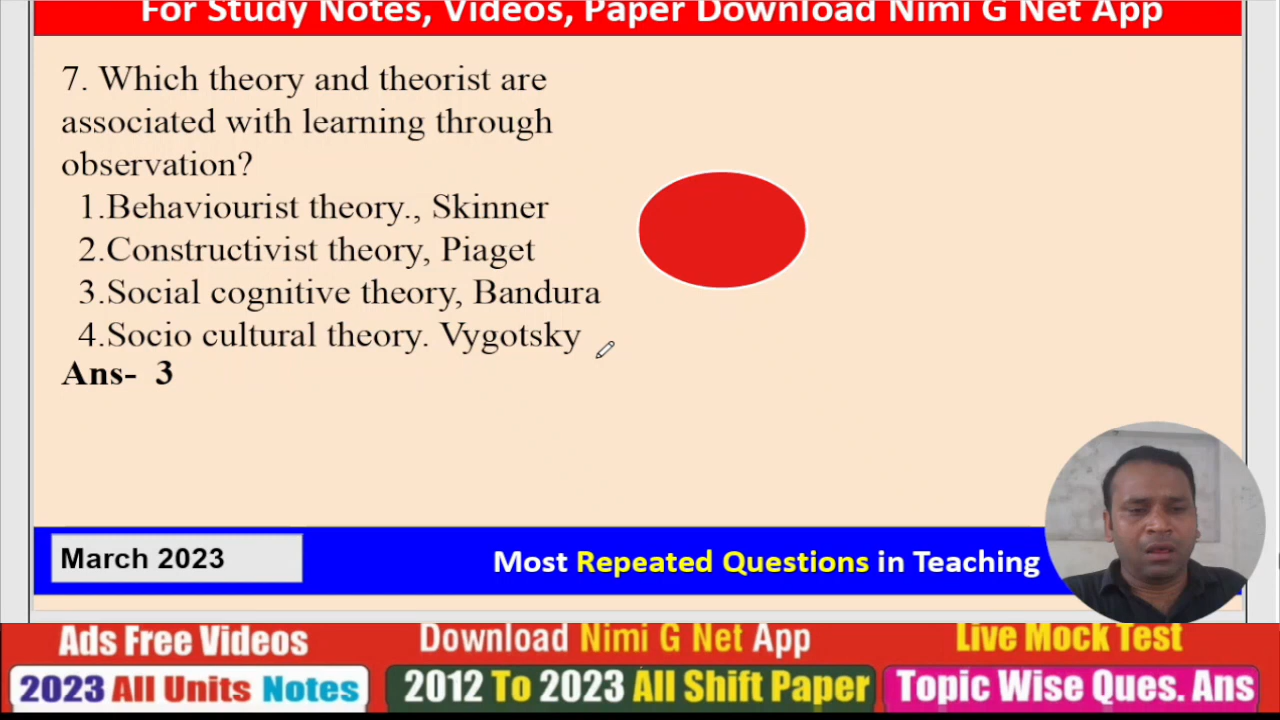 For Study Notes, Videos, Paper Download Nimi G Net App
7. Which theory and theorist are
associated with learning through
observation?
1.Behaviourist theory., Skinner
2.Constructivist theory, Piaget
3.Social cognitive theory, Bandura
4.Socio cultural theory. Vygotsky
Ans- 3
March 2023
Most Repeated Questions in Teaching
Ads Free Videos
Download Nimi G Net App
Live Mock Test
2023 All Units Notes
2012 To 2023 All Shift Paper
Topic Wise Ques. Ans